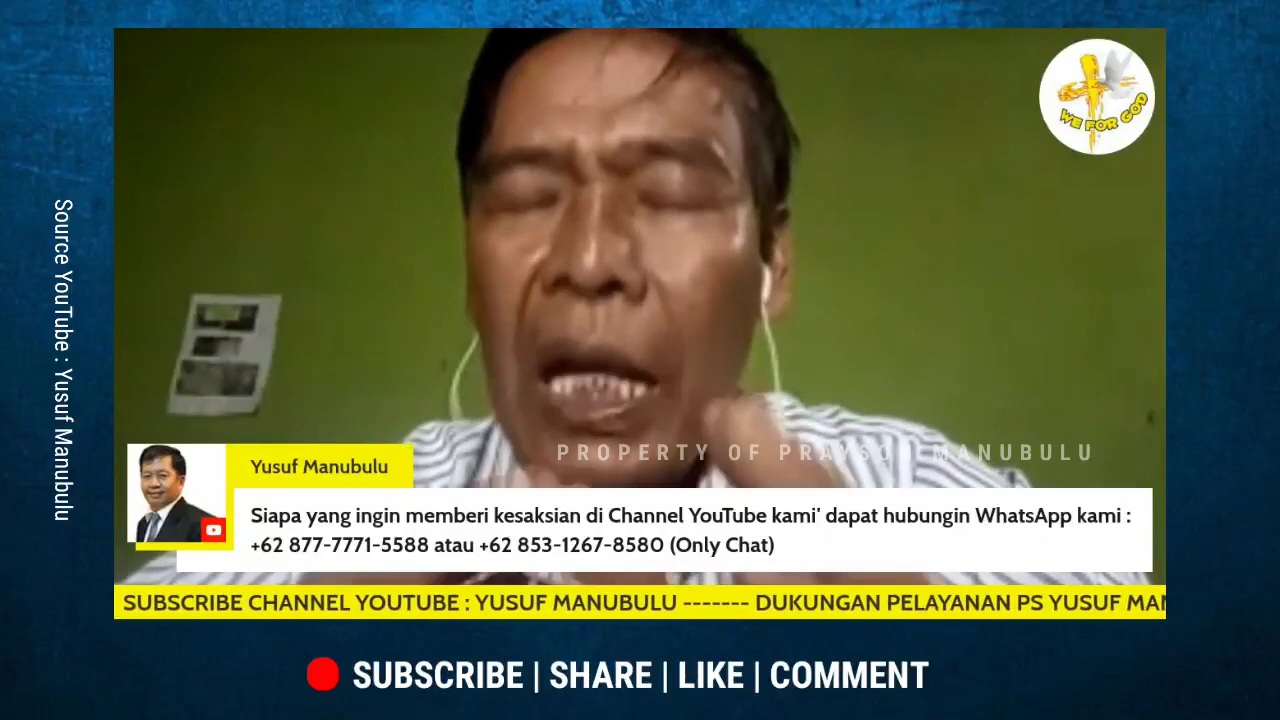 WE FOR GOD
Source YouTube : Yusuf Manubulu
PROPERTY OF PRAYSON MANUBULU
Yusuf Manubulu
Siapa yang ingin memberi kesaksian di Channel YouTube kami' dapat hubungin WhatsApp kami :
+62 877-7771-5588 atau +62 853-1267-8580 (Only Chat)
SUBSCRIBE CHANNEL YOUTUBE : YUSUF MANUBULU ------- DUKUNGAN PELAYANAN PS YUSUF MAN
SUBSCRIBE | SHARE | LIKE | COMMENT